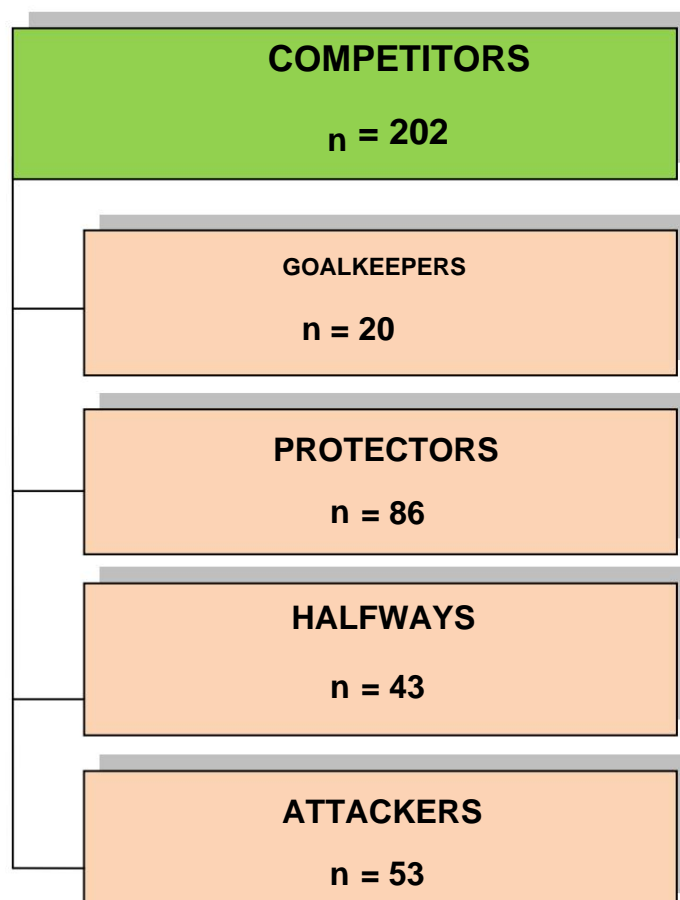 COMPETITORS
n = 202
GOALKEEPERS
n = 20
PROTECTORS
n = 86
HALFWAYS
n = 43
ATTACKERS
n = 53